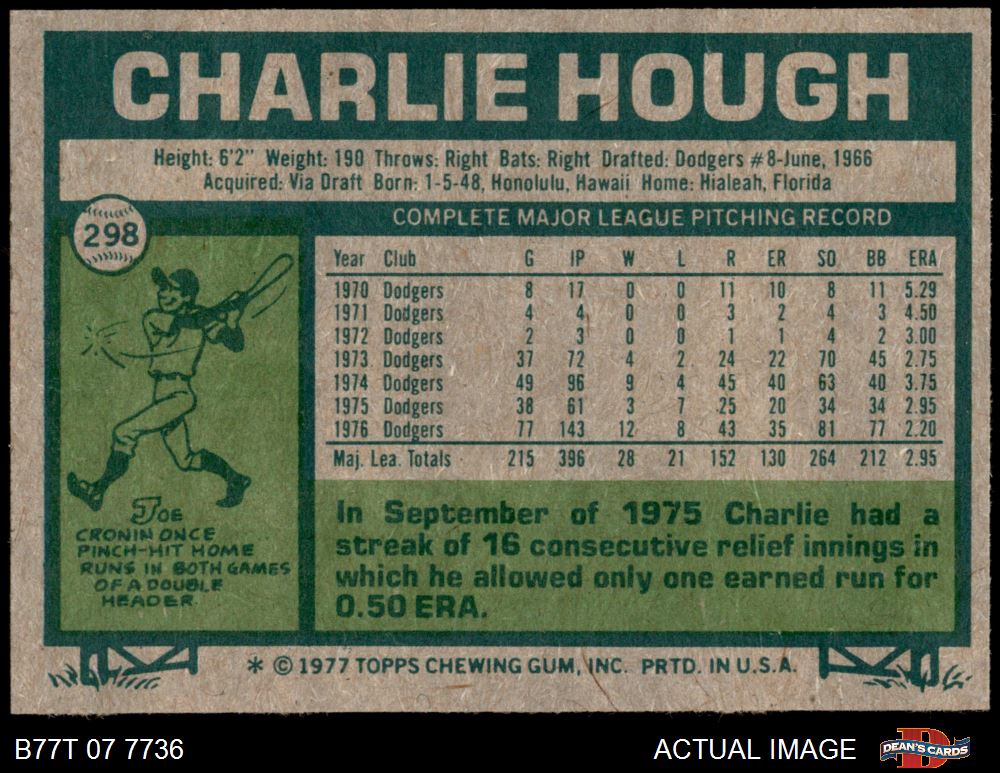 CHARLIE HOUGH
Height: 6'2" Weight: 190 Throws: Right Bats: Right Drafted: Dodgers #8-June, 1966
Acquired: Via Draft Born: 1-5-48, Honolulu, Hawaii Home: Hialeah, Florida
298
COMPLETE MAJOR LEAGUE PITCHING RECORD
Year Club G IP W L R ER SO BB ERA
1970 Dodgers 8 17 0 0 11 10 8 11 5.29
1971 Dodgers 4 4 0 0 3 2 4 3 4.50
1972 Dodgers 2 3 0 0 1 1 4 2 3.00
1973 Dodgers 37 72 4 2 24 22 70 45 2.75
1974 Dodgers 49 96 9 4 45 40 63 40 3.75
1975 Dodgers 38 61 3 7 25 20 34 34 2.95
1976 Dodgers 77 143 12 8 43 35 81 77 2.20
Maj. Lea. Totals 215 396 28 21 152 130 264 212 2.95
JOE
CRONIN ONCE
PINCH-HIT HOME
RUNS IN BOTH GAMES
OF A DOUBLE
HEADER.
In September of 1975 Charlie had a
streak of 16 consecutive relief innings in
which he allowed only one earned run for
0.50 ERA.
* © 1977 TOPPS CHEWING GUM, INC. PRTD. IN U.S.A.
B77T 07 7736
ACTUAL IMAGE
DEAN'S CARDS